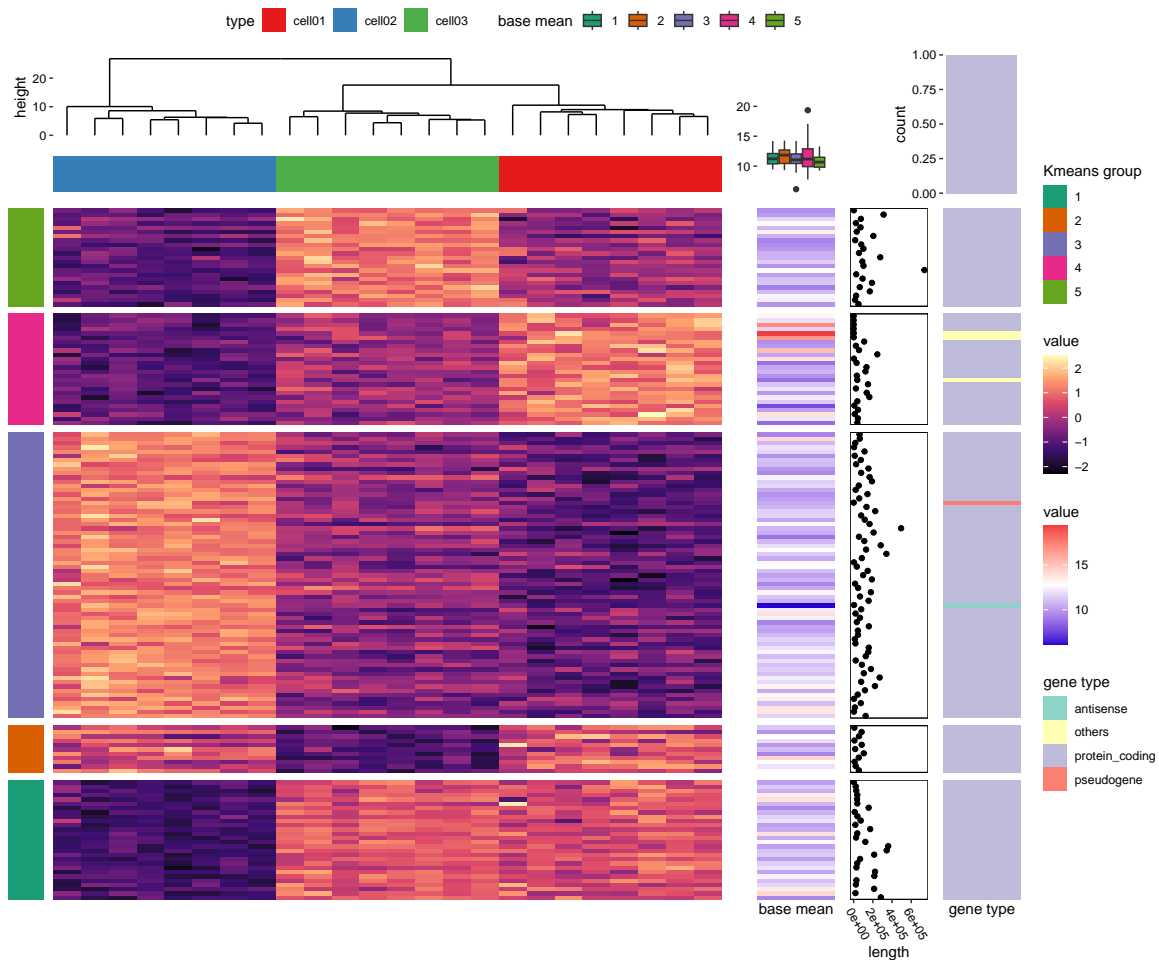 type cell01 cell02 cell03 base mean 1 2 3 4 5
height
20
10
0
20
15
10
count
1.00
0.75
0.50
0.25
0.00
Kmeans group
1
2
3
4
5
value
2
1
0
−1
−2
value
15
10
gene type
antisense
others
protein_coding
pseudogene
base mean
0e+00
2e+05
4e+05
6e+05
length
gene type